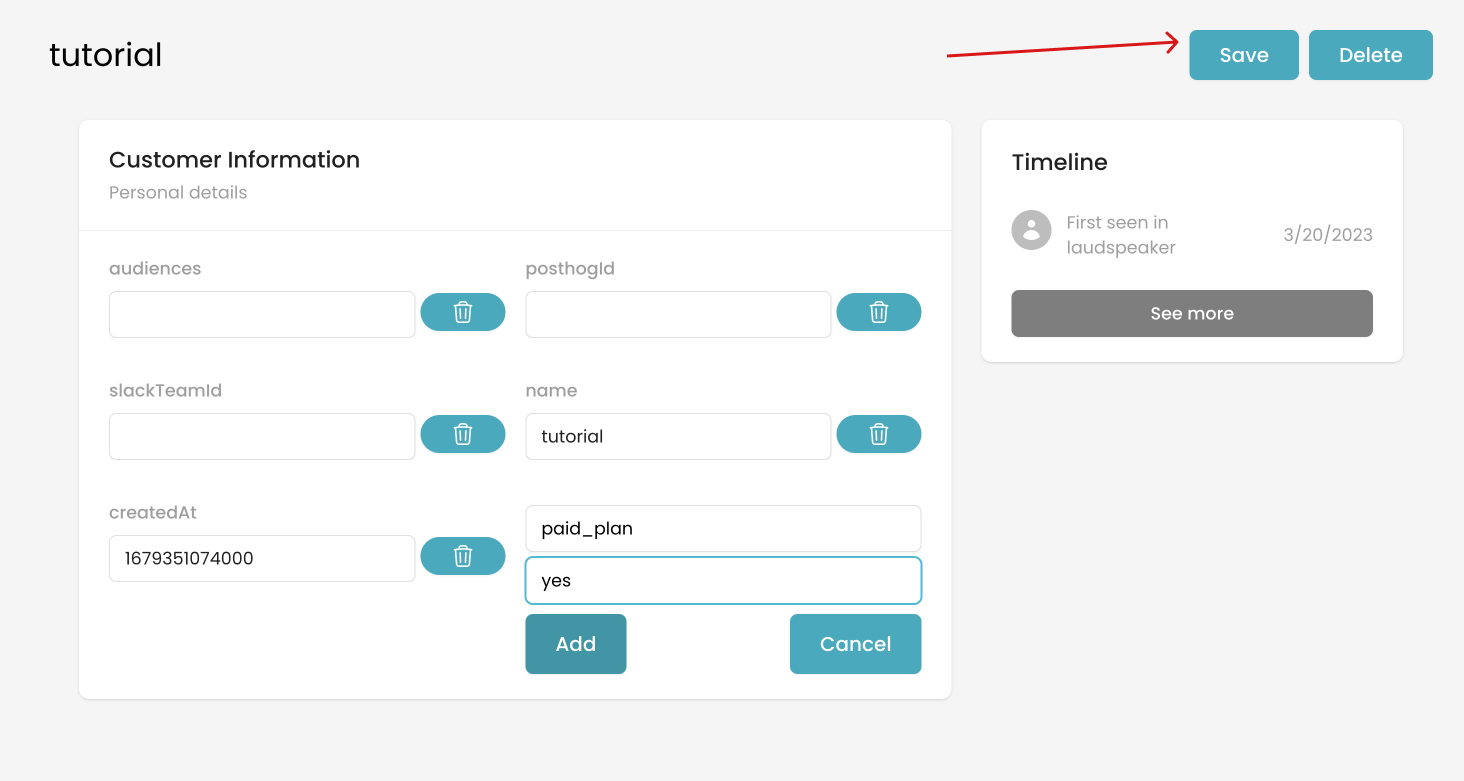 tutorial
Save
Delete
Customer Information
Personal details
audiences
posthogId
slackTeamId
name
tutorial
createdAt
1679351074000
paid_plan
yes
Add
Cancel
Timeline
First seen in
laudspeaker
3/20/2023
See more